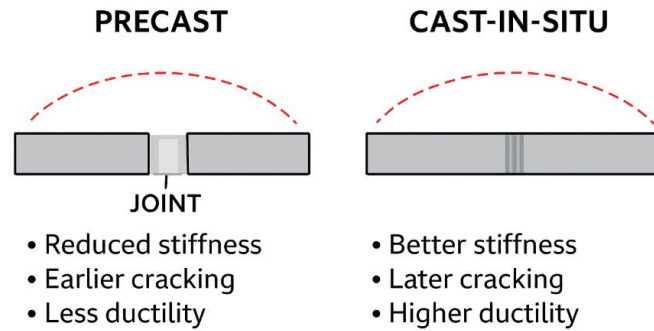 PRECAST
JOINT
• Reduced stiffness
• Earlier cracking
• Less ductility
CAST-IN-SITU
• Better stiffness
• Later cracking
• Higher ductility